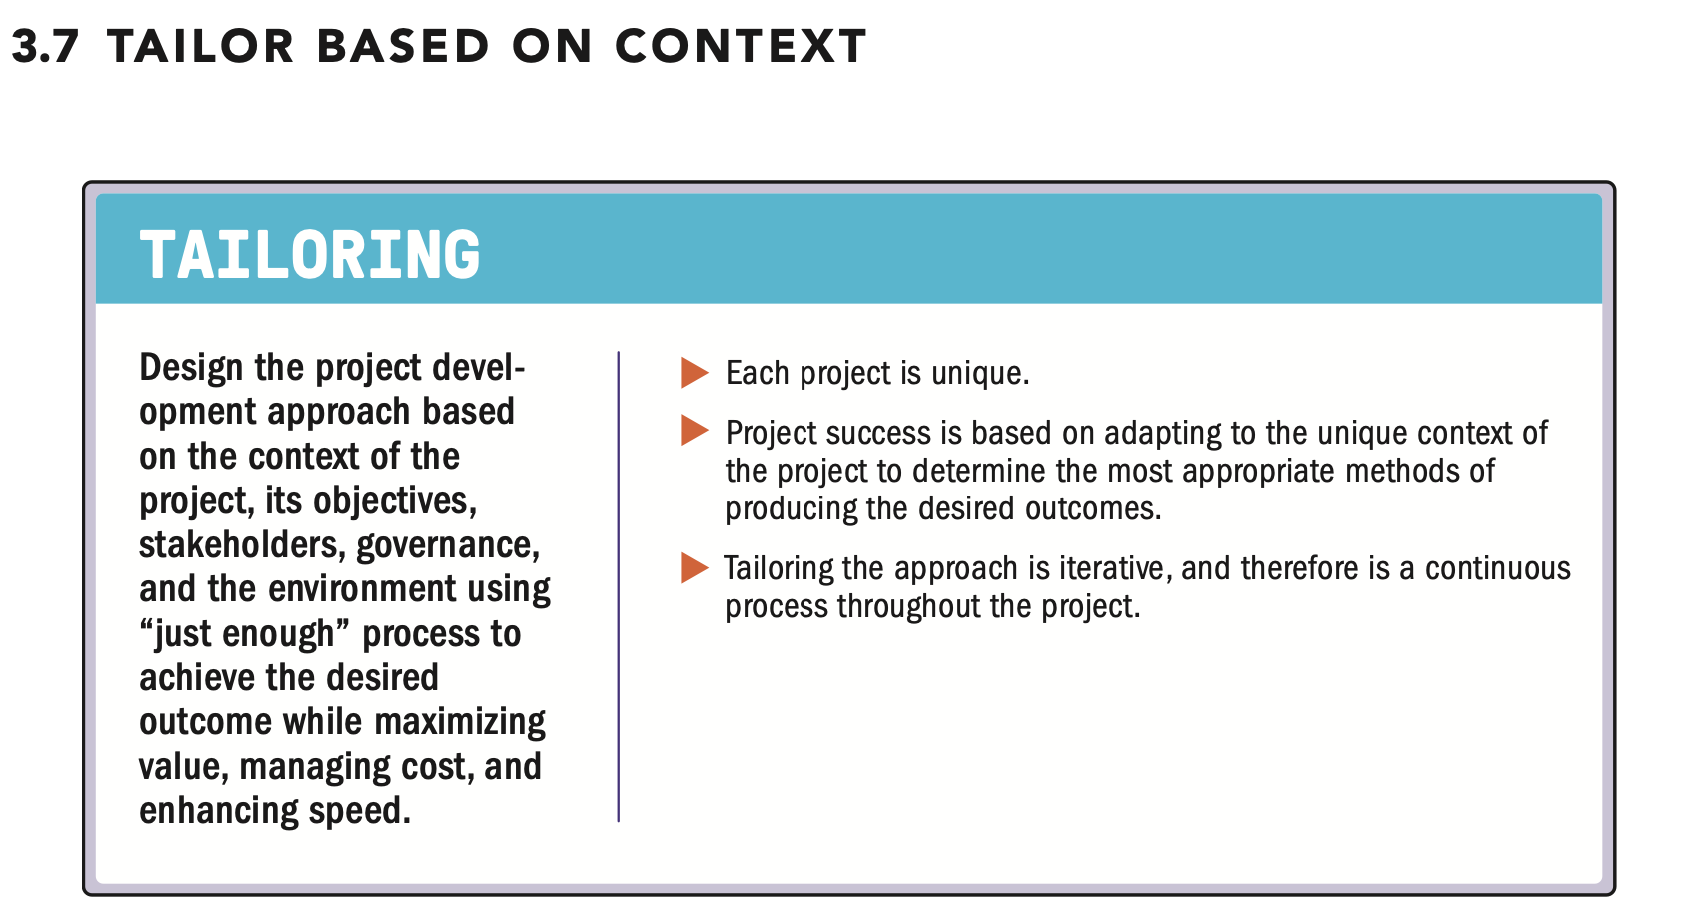 3.7 TAILOR BASED ON CONTEXT
TAILORING
Design the project devel-
opment approach based
on the context of the
project, its objectives,
stakeholders, governance,
and the environment using
“just enough” process to
achieve the desired
outcome while maximizing
value, managing cost, and
enhancing speed.
Each project is unique.
Project success is based on adapting to the unique context of
the project to determine the most appropriate methods of
producing the desired outcomes.
Tailoring the approach is iterative, and therefore is a continuous
process throughout the project.